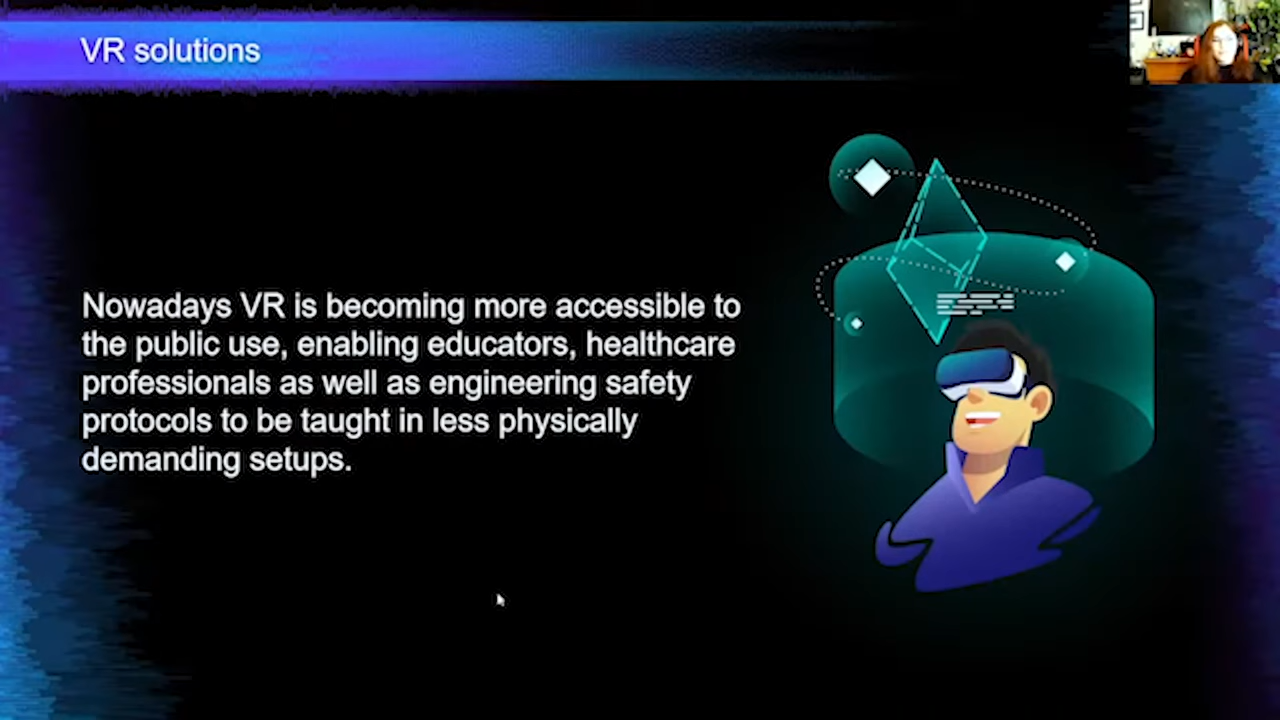 VR solutions
Nowadays VR is becoming more accessible to
the public use, enabling educators, healthcare
professionals as well as engineering safety
protocols to be taught in less physically
demanding setups.